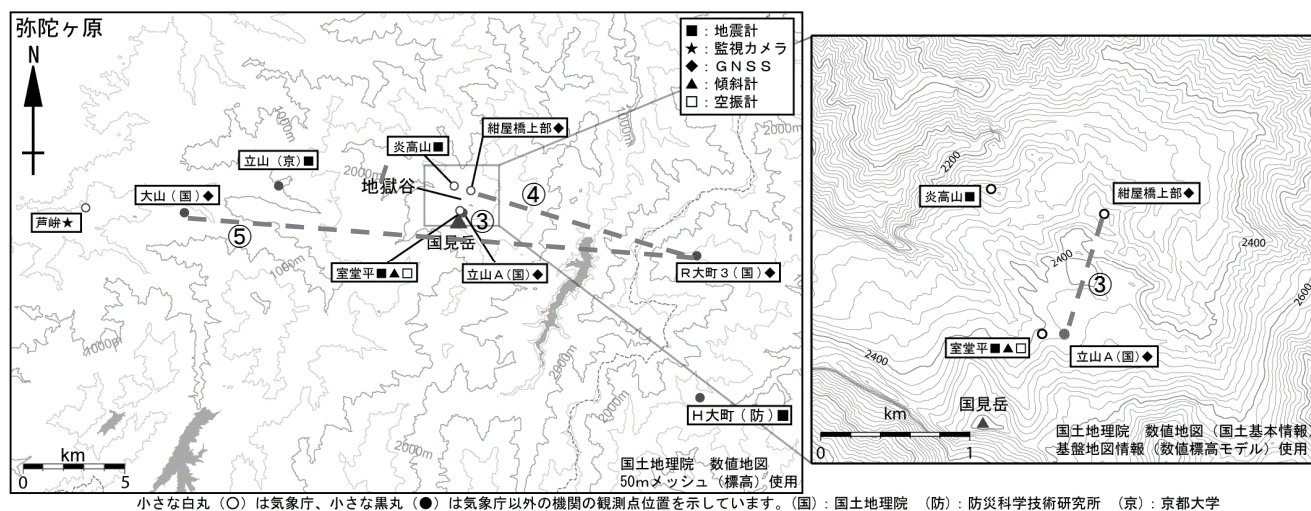 弥陀ヶ原
N
■：地震計
★：監視カメラ
◆：ＧＮＳＳ
▲：傾斜計
□：空振計
紺屋橋上部◆
炎高山■
立山（京）■
地獄谷
大山（国）◆
芦峅★
④
③
⑤
国見岳
室堂平■▲□
立山Ａ（国）◆
Ｒ大町３（国）◆
Ｈ大町（防）■
1000m
2000m
1000m
2000m
1000m
1000m
2000m
2000m
2000m
km
0 5
国土地理院 数値地図
50mメッシュ（標高）使用
2200
炎高山■
紺屋橋上部◆
2400
2400
2600
③
室堂平■▲□
立山Ａ（国）◆
2400
国見岳
km
0 1
国土地理院 数値地図（国土基本情報）
基盤地図情報（数値標高モデル）使用
小さな白丸（○）は気象庁、小さな黒丸（●）は気象庁以外の機関の観測点位置を示しています。（国）：国土地理院 （防）：防災科学技術研究所 （京）：京都大学